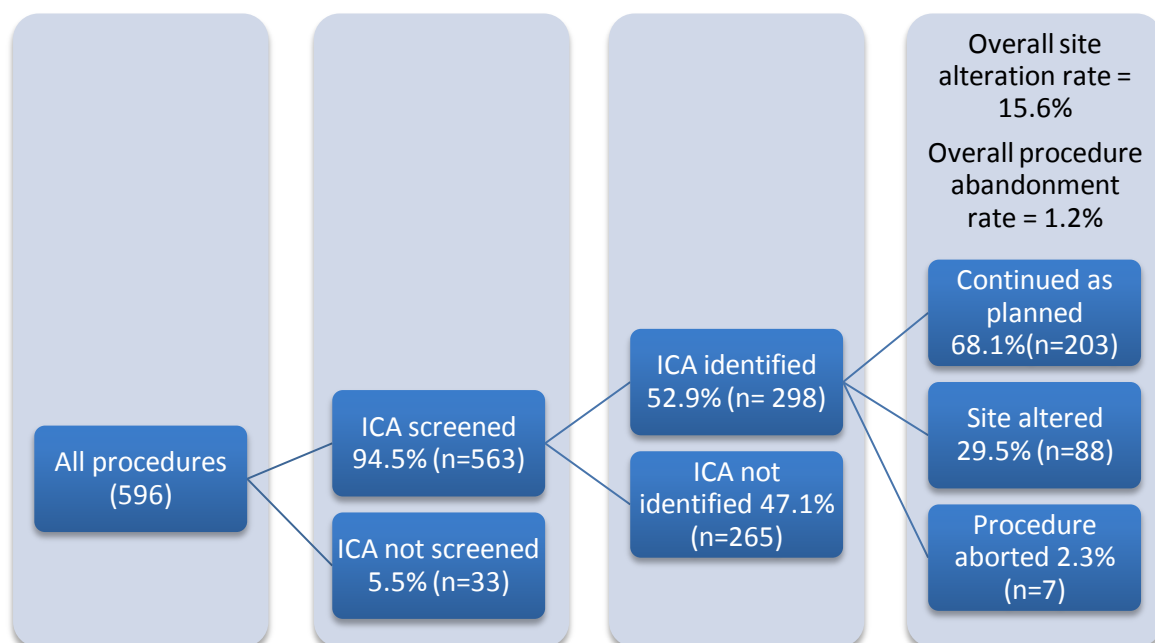 All procedures
(596)
ICA screened
94.5% (n=563)
ICA not screened
5.5% (n=33)
ICA identified
52.9% (n= 298)
ICA not
identified 47.1%
(n=265)
Overall site
alteration rate =
15.6%
Overall procedure
abandonment
rate = 1.2%
Continued as
planned
68.1%(n=203)
Site altered
29.5% (n=88)
Procedure
aborted 2.3%
(n=7)